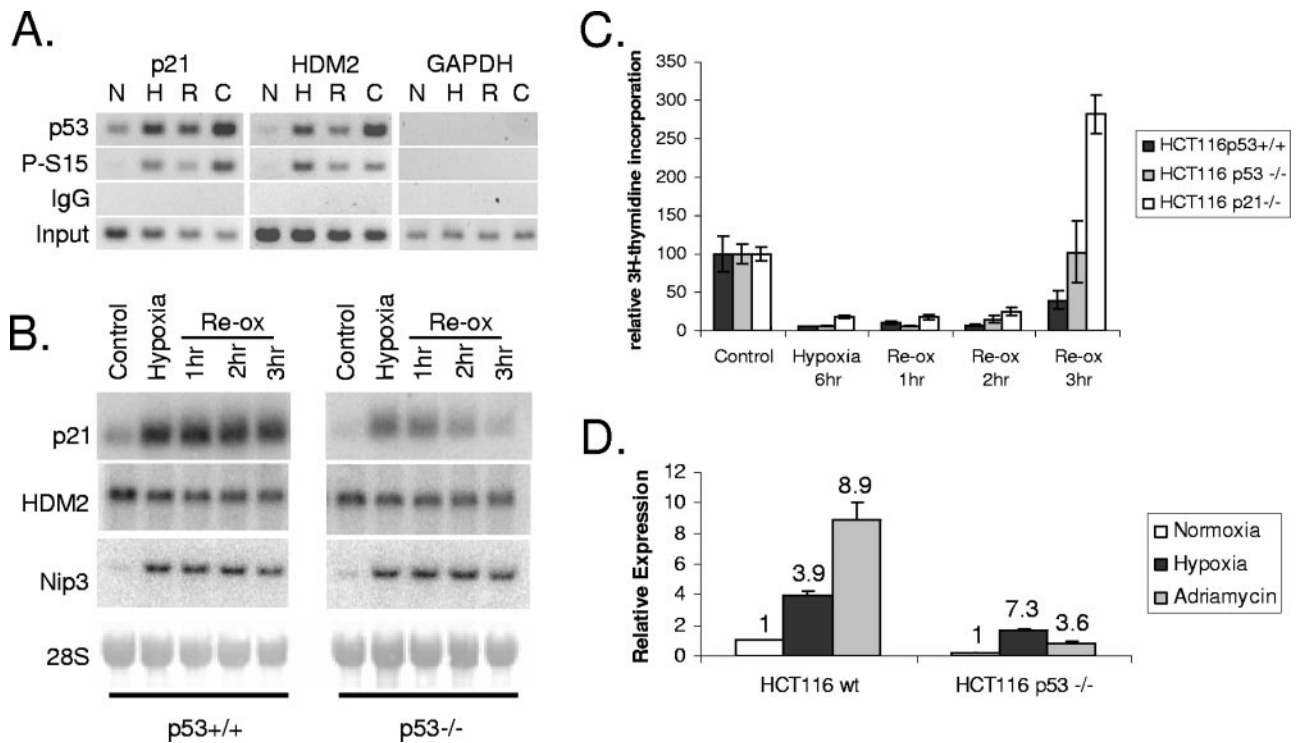 A.
p21 HDM2 GAPDH
N H R C N H R C N H R C
p53
P-S15
IgG
Input
B.
Control Hypoxia Re-ox 1hr 2hr 3hr Control Hypoxia Re-ox 1hr 2hr 3hr
p21
HDM2
Nip3
28S
p53+/+ p53-/-
C.
relative 3H-thymidine incorporation
350
300
250
200
150
100
50
0
Control Hypoxia 6hr Re-ox 1hr Re-ox 2hr Re-ox 3hr
HCT116p53+/+
HCT116 p53 -/-
HCT116 p21-/-
D.
Relative Expression
12
10
8
6
4
2
0
1 3.9 8.9 1 7.3 3.6
HCT116 wt HCT116 p53 -/-
Normoxia
Hypoxia
Adriamycin